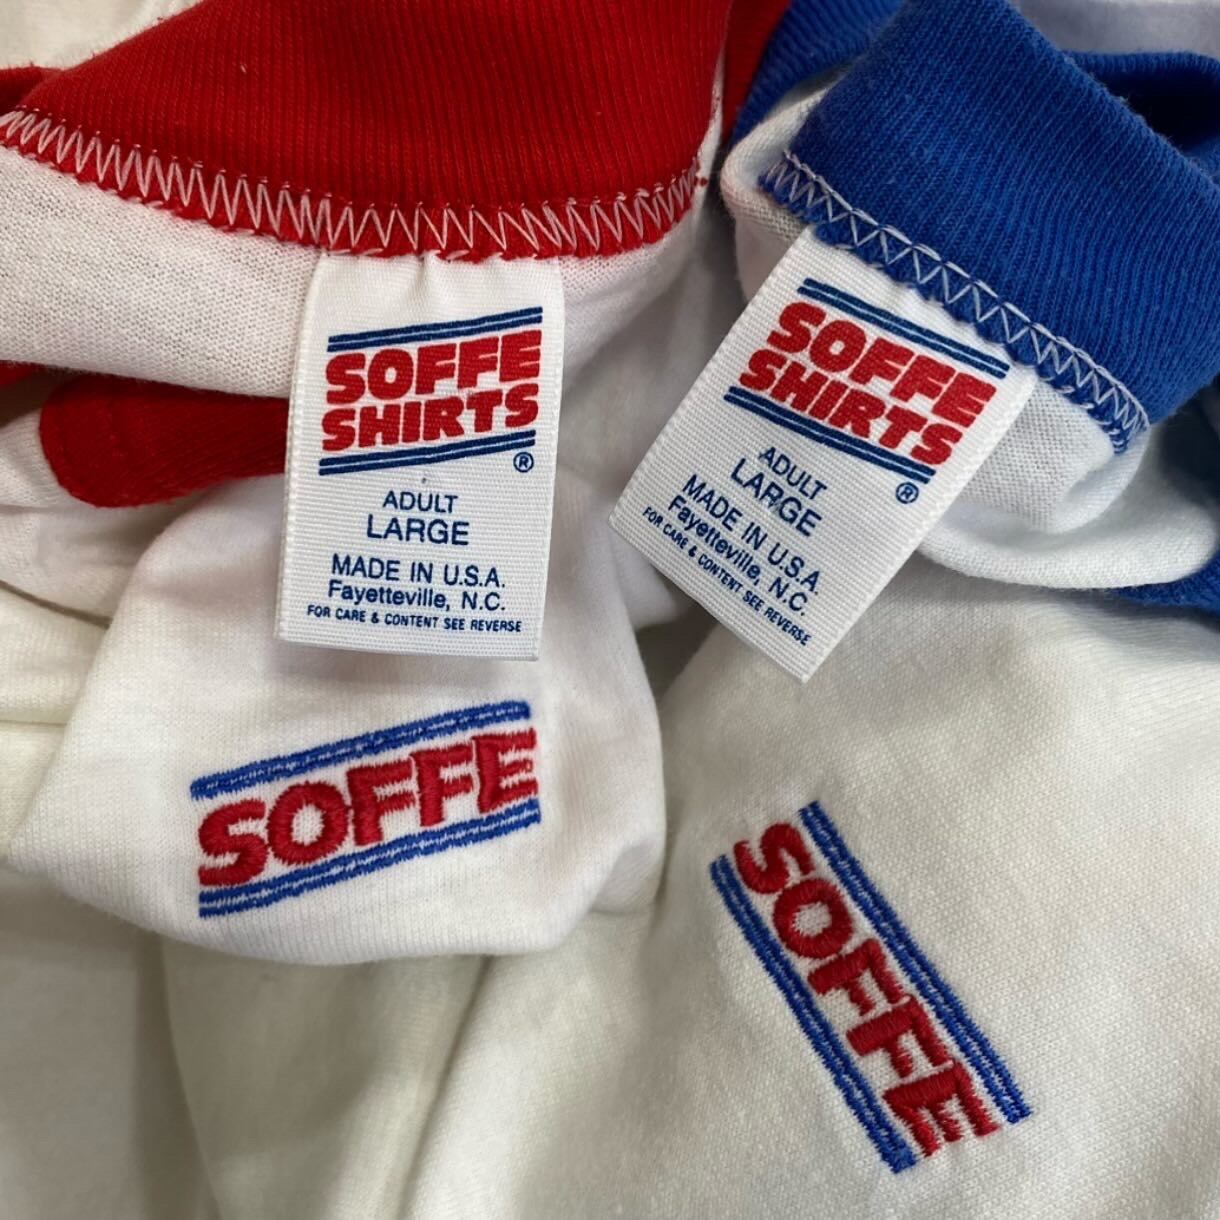 SOFFE
SHIRTS
®
ADULT
LARGE
MADE IN U.S.A.
Fayetteville, N.C.
FOR CARE & CONTENT SEE REVERSE
SOFFE
SHIRTS
®
ADULT
LARGE
MADE IN U.S.A
Fayetteville, N.C.
FOR CARE & CONTENT SEE REVERSE
SOFFE
SOFFE